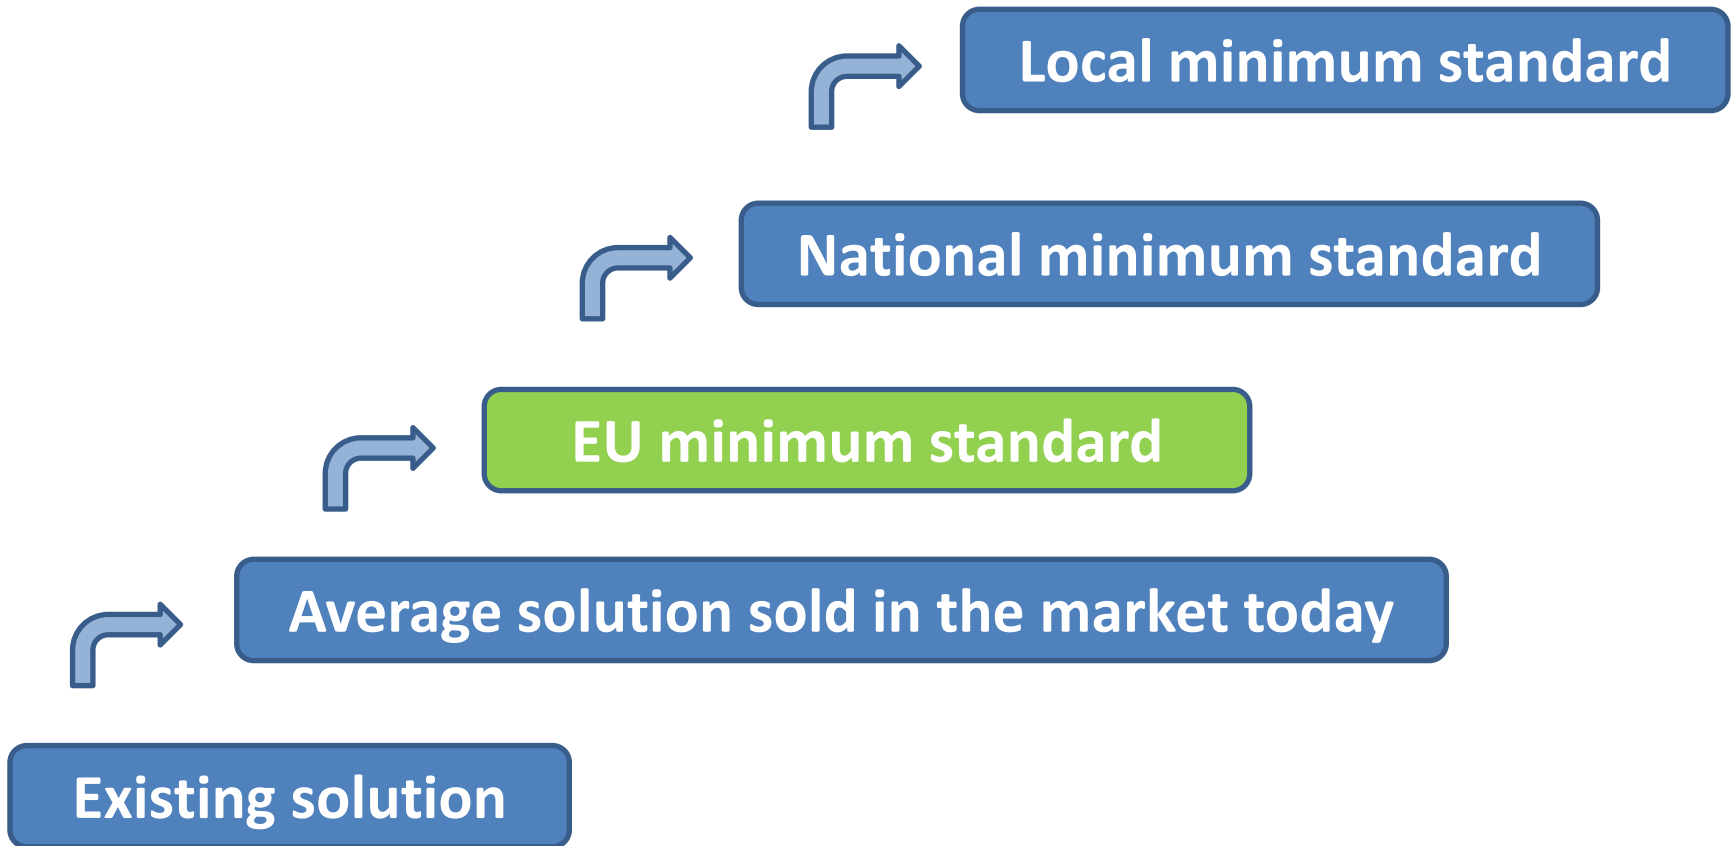 Local minimum standard
National minimum standard
EU minimum standard
Average solution sold in the market today
Existing solution